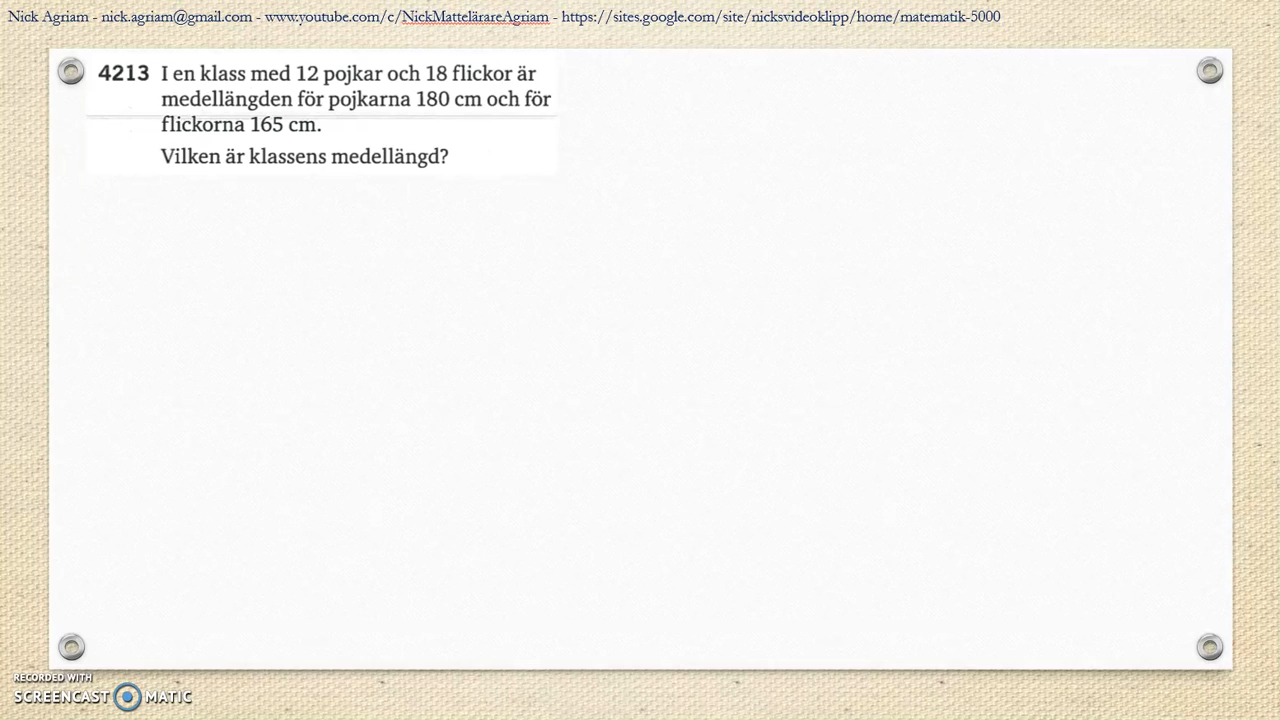 Nick Agriam - nick.agriam@gmail.com - www.youtube.com/c/NickMattelärareAgriam - https://sites.google.com/site/nicksvideoklipp/home/matematik-5000
4213 I en klass med 12 pojkar och 18 flickor är
medellängden för pojkarna 180 cm och för
flickorna 165 cm.
Vilken är klassens medellängd?
RECORDED WITH
SCREENCAST MATIC